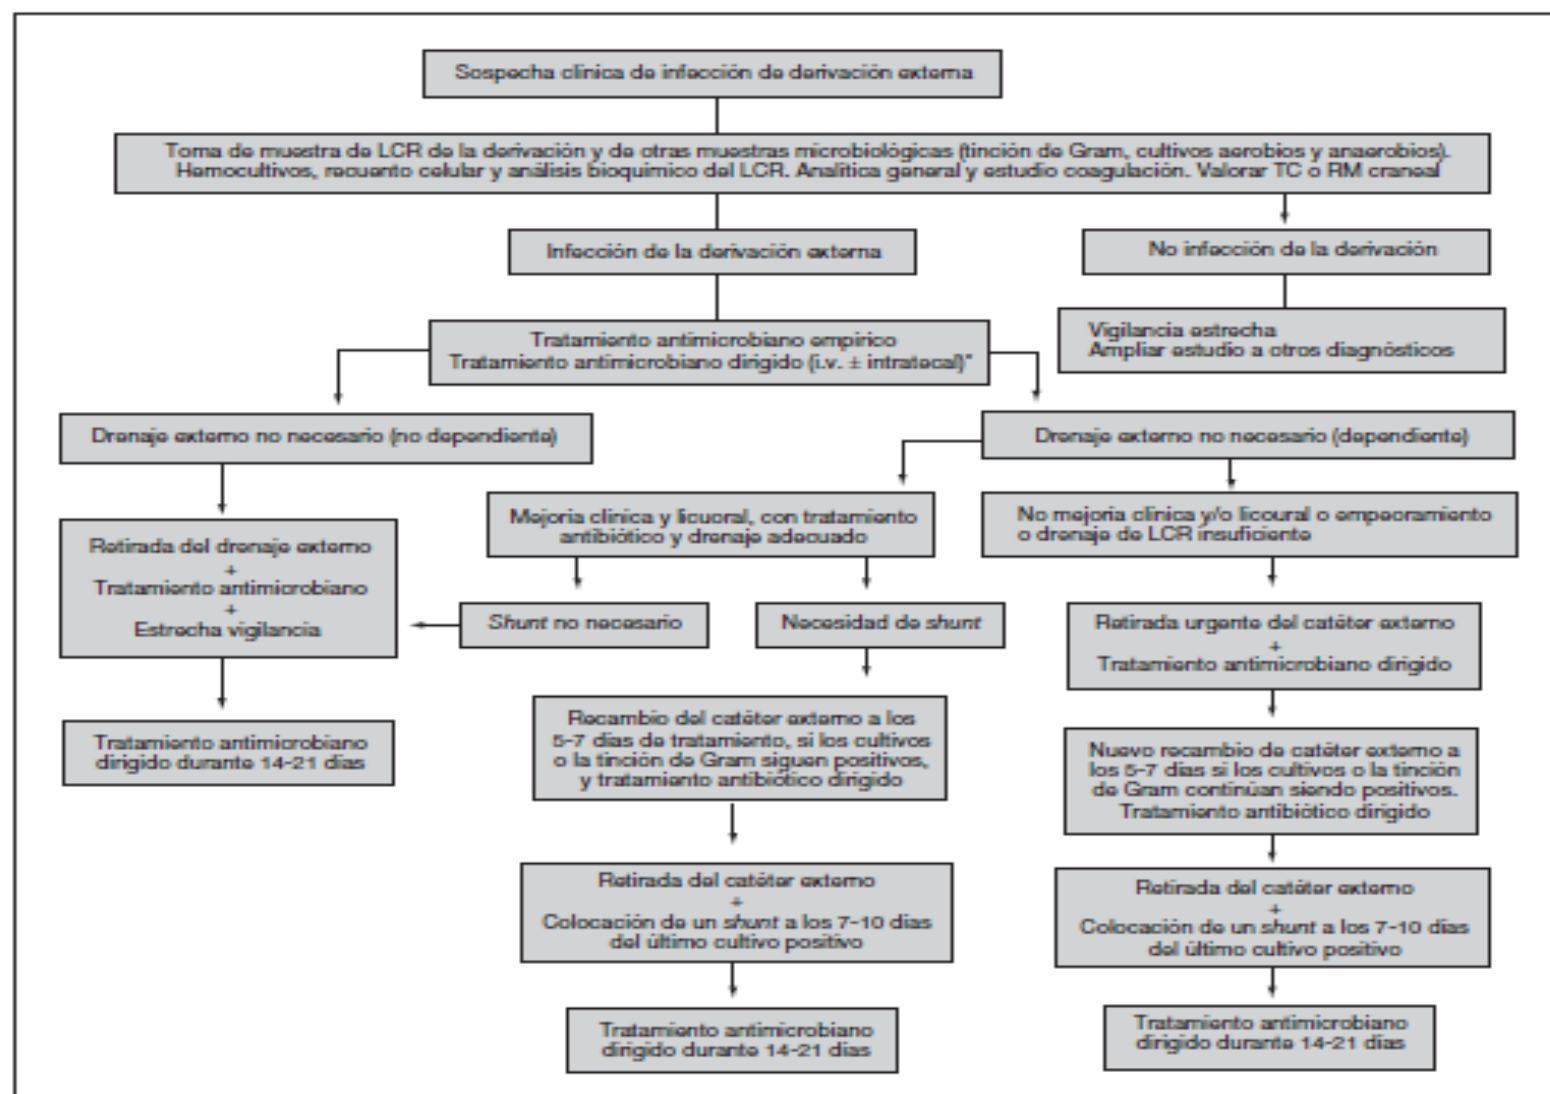 Sospecha clínica de infección de derivación externa
Toma de muestra de LCR de la derivación y de otras muestras microbiológicas (tinción de Gram, cultivos aerobios y anaerobios).
Hemocultivos, recuento celular y análisis bioquímico del LCR. Analítica general y estudio coagulación. Valorar TC o RM craneal
Infección de la derivación externa
No infección de la derivación
Vigilancia estrecha
Ampliar estudio a otros diagnósticos
Tratamiento antimicrobiano empírico
Tratamiento antimicrobiano dirigido (i.v. ± intratecal)*
Drenaje externo no necesario (no dependiente)
Drenaje externo no necesario (dependiente)
Mejoría clínica y licuoral, con tratamiento
antibiótico y drenaje adecuado
No mejoría clínica y/o licoural o empeoramiento
o drenaje de LCR insuficiente
Retirada del drenaje externo
+
Tratamiento antimicrobiano
+
Estrecha vigilancia
Shunt no necesario
Necesidad de shunt
Retirada urgente del catéter externo
+
Tratamiento antimicrobiano dirigido
Tratamiento antimicrobiano
dirigido durante 14-21 días
Recambio del catéter externo a los
5-7 días de tratamiento, si los cultivos
o la tinción de Gram siguen positivos,
y tratamiento antibiótico dirigido
Nuevo recambio de catéter externo a
los 5-7 días si los cultivos o la tinción
de Gram continúan siendo positivos.
Tratamiento antibiótico dirigido
Retirada del catéter externo
+
Colocación de un shunt a los 7-10 días
del último cultivo positivo
Retirada del catéter externo
+
Colocación de un shunt a los 7-10 días
del último cultivo positivo
Tratamiento antimicrobiano
dirigido durante 14-21 días
Tratamiento antimicrobiano
dirigido durante 14-21 días